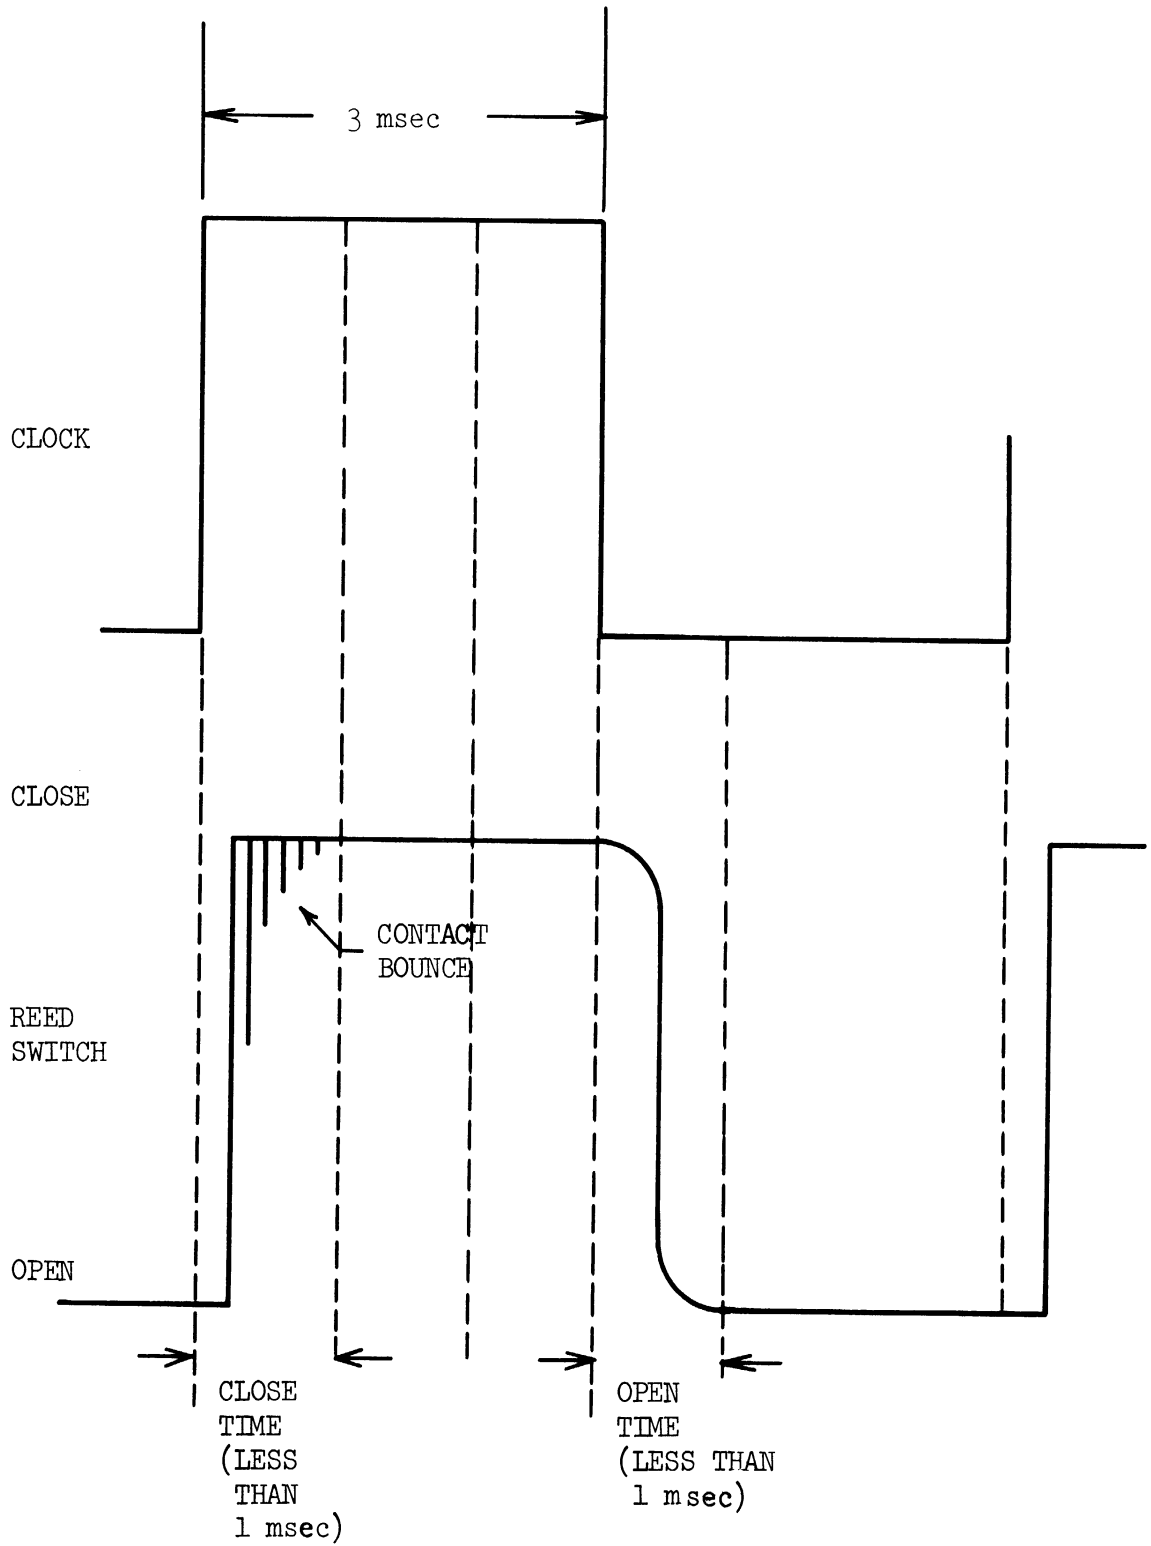 3 msec
CLOCK
CLOSE
CONTACT
BOUNCE
REED
SWITCH
OPEN
CLOSE
TIME
(LESS
THAN
1 msec)
OPEN
TIME
(LESS THAN
1 msec)